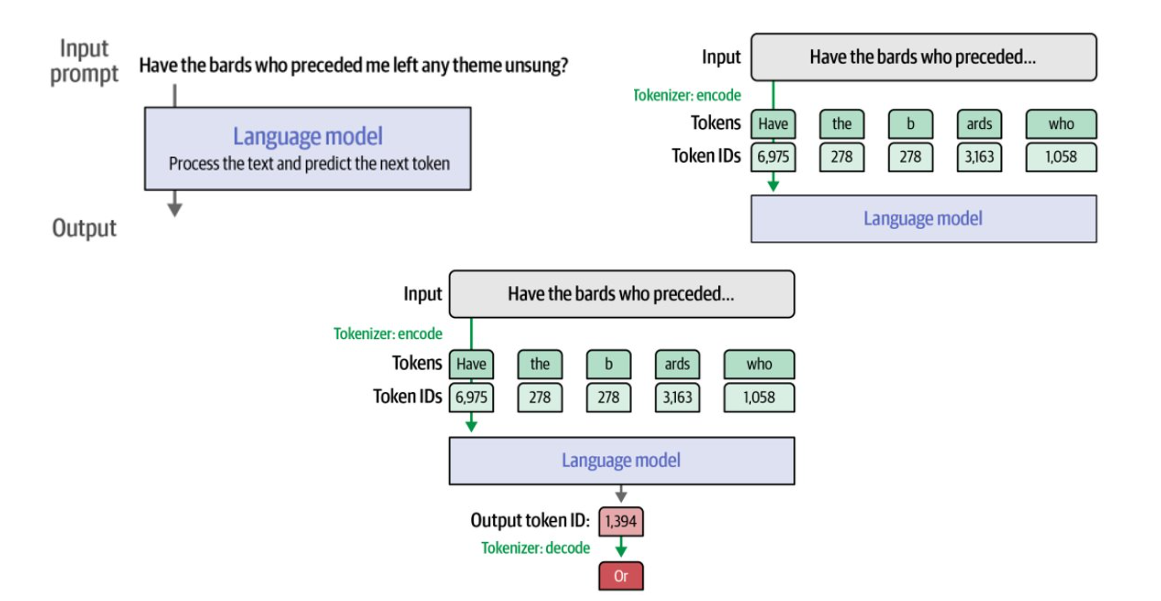 Input
prompt
Have the bards who preceded me left any theme unsung?
Language model
Process the text and predict the next token
Output
Input
Have the bards who preceded...
Tokenizer: encode
Tokens
Have
the
b
ards
who
Token IDs
6,975
278
278
3,163
1,058
Language model
Input
Have the bards who preceded...
Tokenizer: encode
Tokens
Have
the
b
ards
who
Token IDs
6,975
278
278
3,163
1,058
Language model
Output token ID:
1,394
Tokenizer: decode
Or